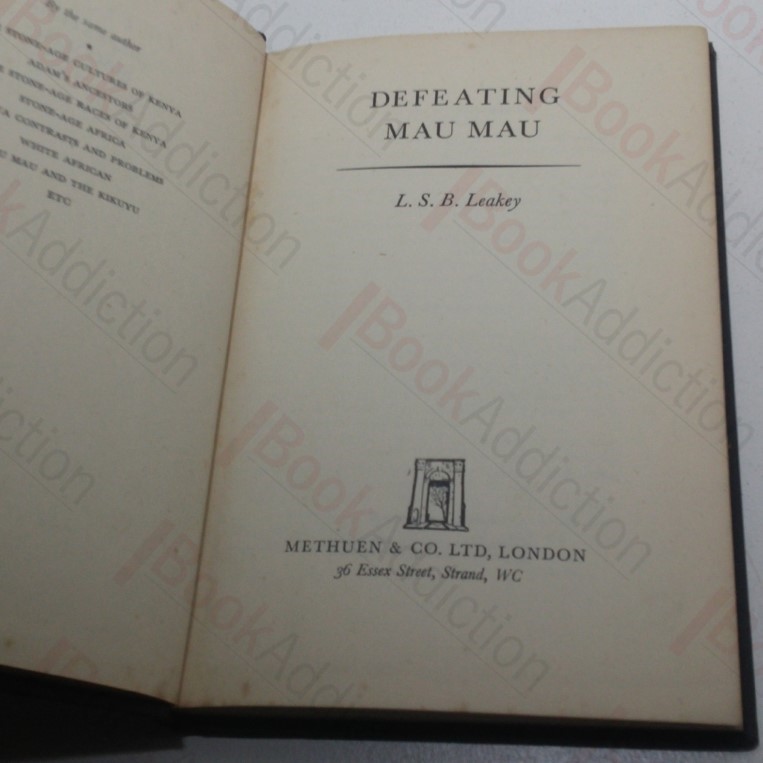 By the same author
STONE-AGE CULTURES OF KENYA
ADAM'S ANCESTORS
STONE-AGE RACES OF KENYA
STONE-AGE AFRICA
CONTRASTS AND PROBLEMS
WHITE AFRICAN
MAU AND THE KIKUYU
ETC
DEFEATING
MAU MAU
L. S. B. Leakey
METHUEN & CO. LTD, LONDON
36 Essex Street, Strand, WC
BookAddiction